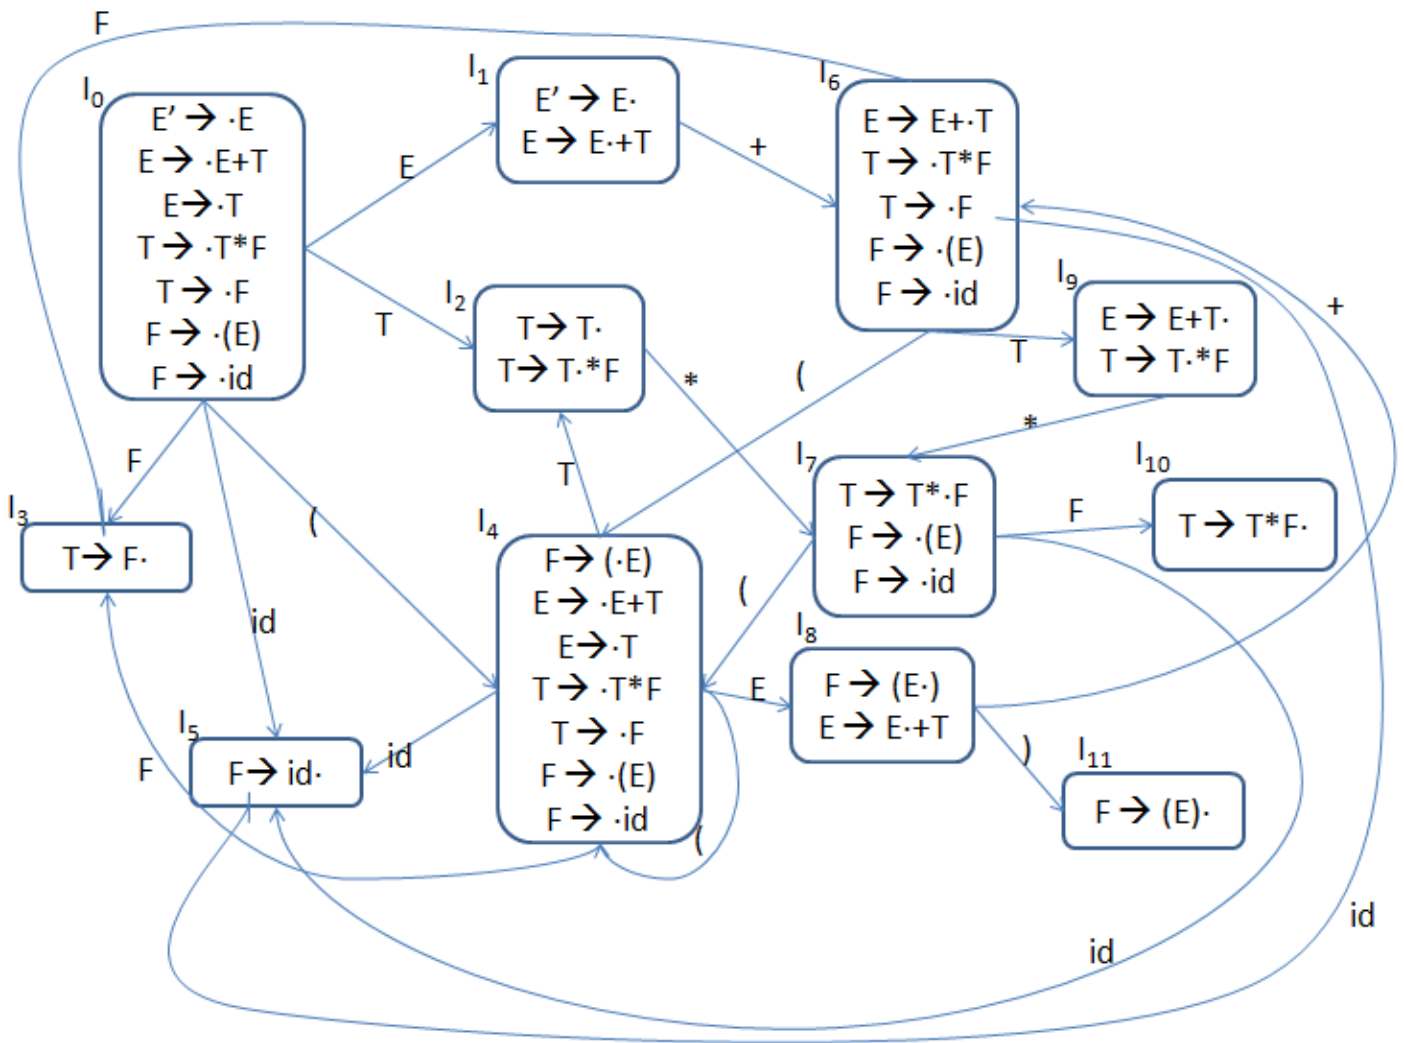 F
I0
E' → ·E
E → ·E+T
E→·T
T → ·T*F
T → ·F
F → ·(E)
F → ·id
I1
E' → E·
E → E·+T
I6
E → E+·T
T → ·T*F
T → ·F
F → ·(E)
F → ·id
E
+
I2
T→ T·
T→ T·*F
T
*
(
I9
E → E+T·
T → T·*F
T
+
*
F
(
T
I3
T→ F·
I4
F→ (·E)
E → ·E+T
E→·T
T → ·T*F
T → ·F
F → ·(E)
F → ·id
I7
T → T*·F
F → ·(E)
F → ·id
F
I10
T → T*F·
(
id
E
I8
F → (E·)
E → E·+T
)
I11
F → (E)·
I5
F→ id·
id
F
(
id
id